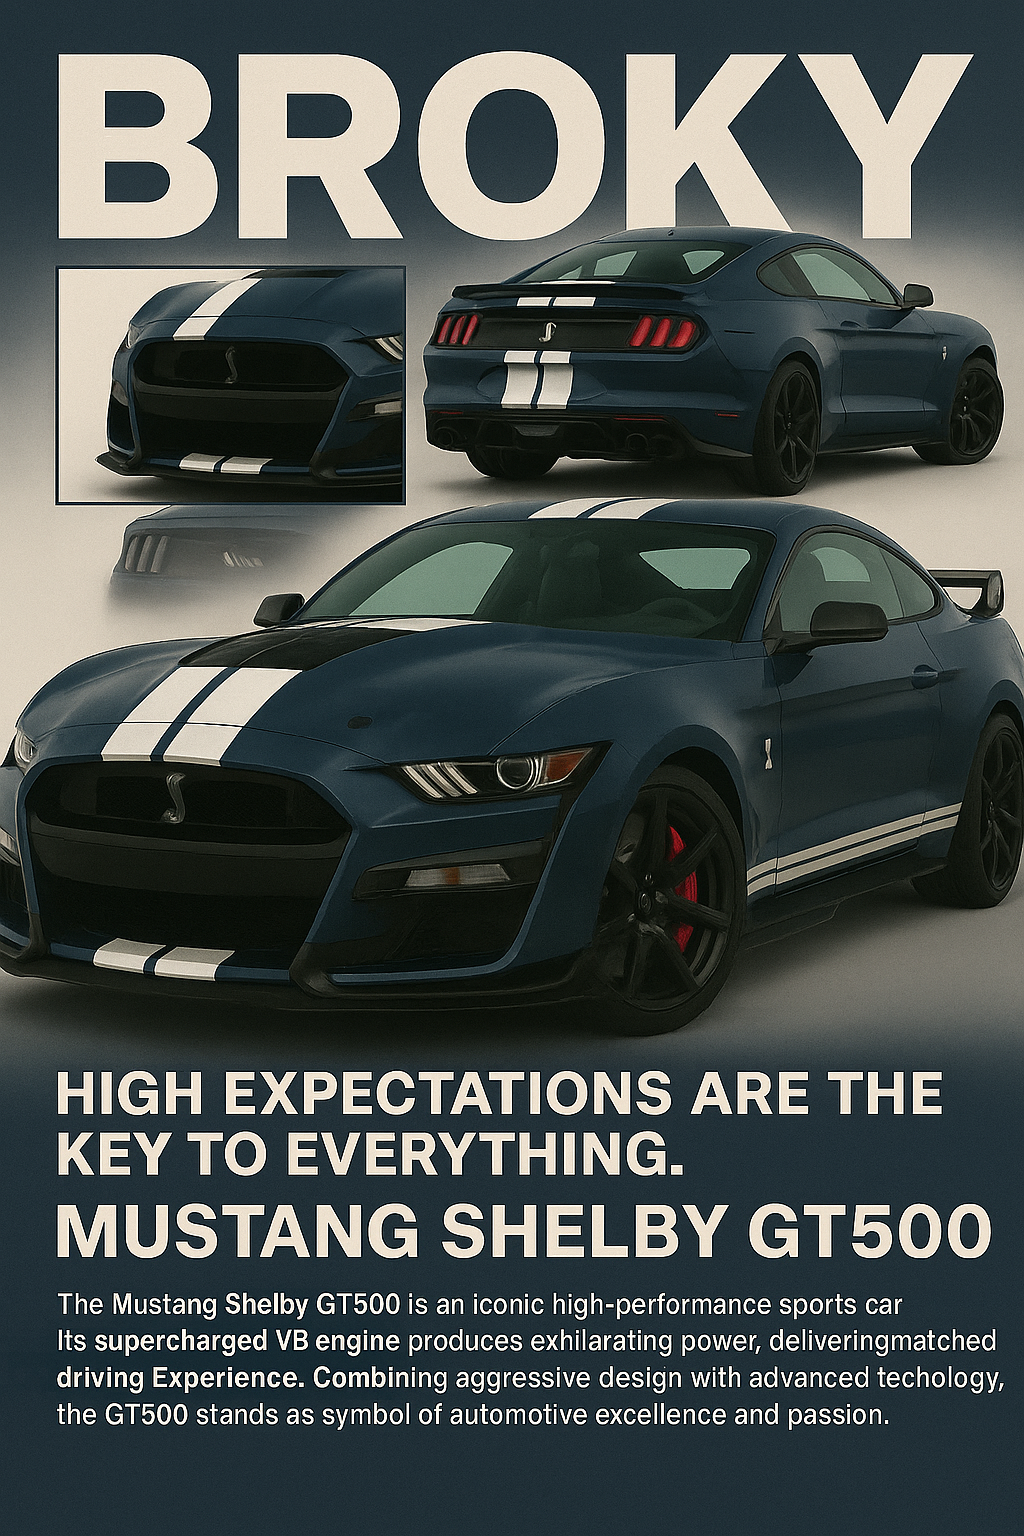 BROKY
HIGH EXPECTATIONS ARE THE
KEY TO EVERYTHING.
MUSTANG SHELBY GT500
The Mustang Shelby GT500 is an iconic high-performance sports car
Its supercharged VB engine produces exhilarating power, deliveringmatched
driving Experience. Combining aggressive design with advanced techology,
the GT500 stands as symbol of automotive excellence and passion.